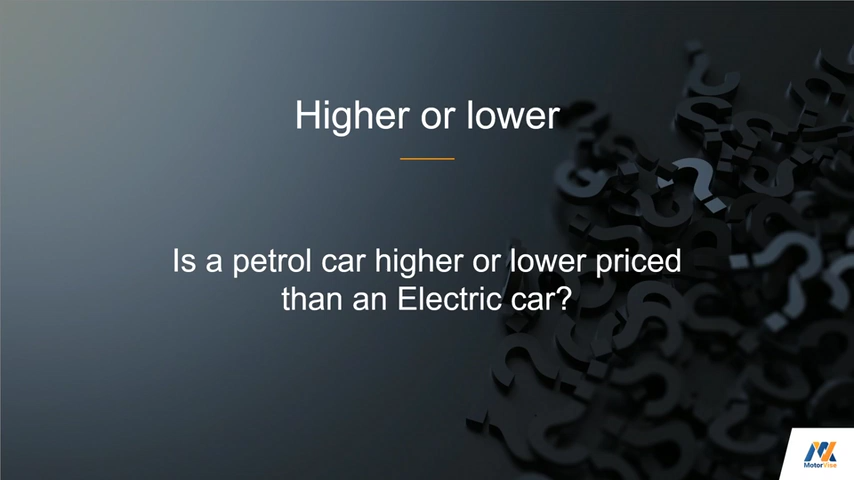 Higher or lower
Is a petrol car higher or lower priced
than an Electric car?
MotorVise